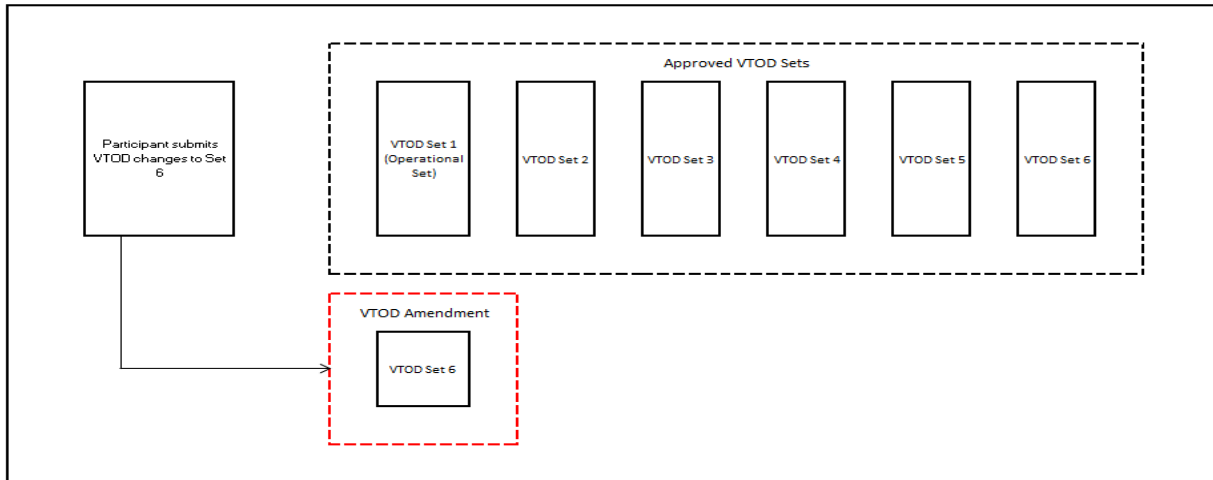 Approved VTOD Sets
Participant submits
VTOD changes to Set
6
VTOD Set 1
(Operational
Set)
VTOD Set 2
VTOD Set 3
VTOD Set 4
VTOD Set 5
VTOD Set 6
VTOD Amendment
VTOD Set 6